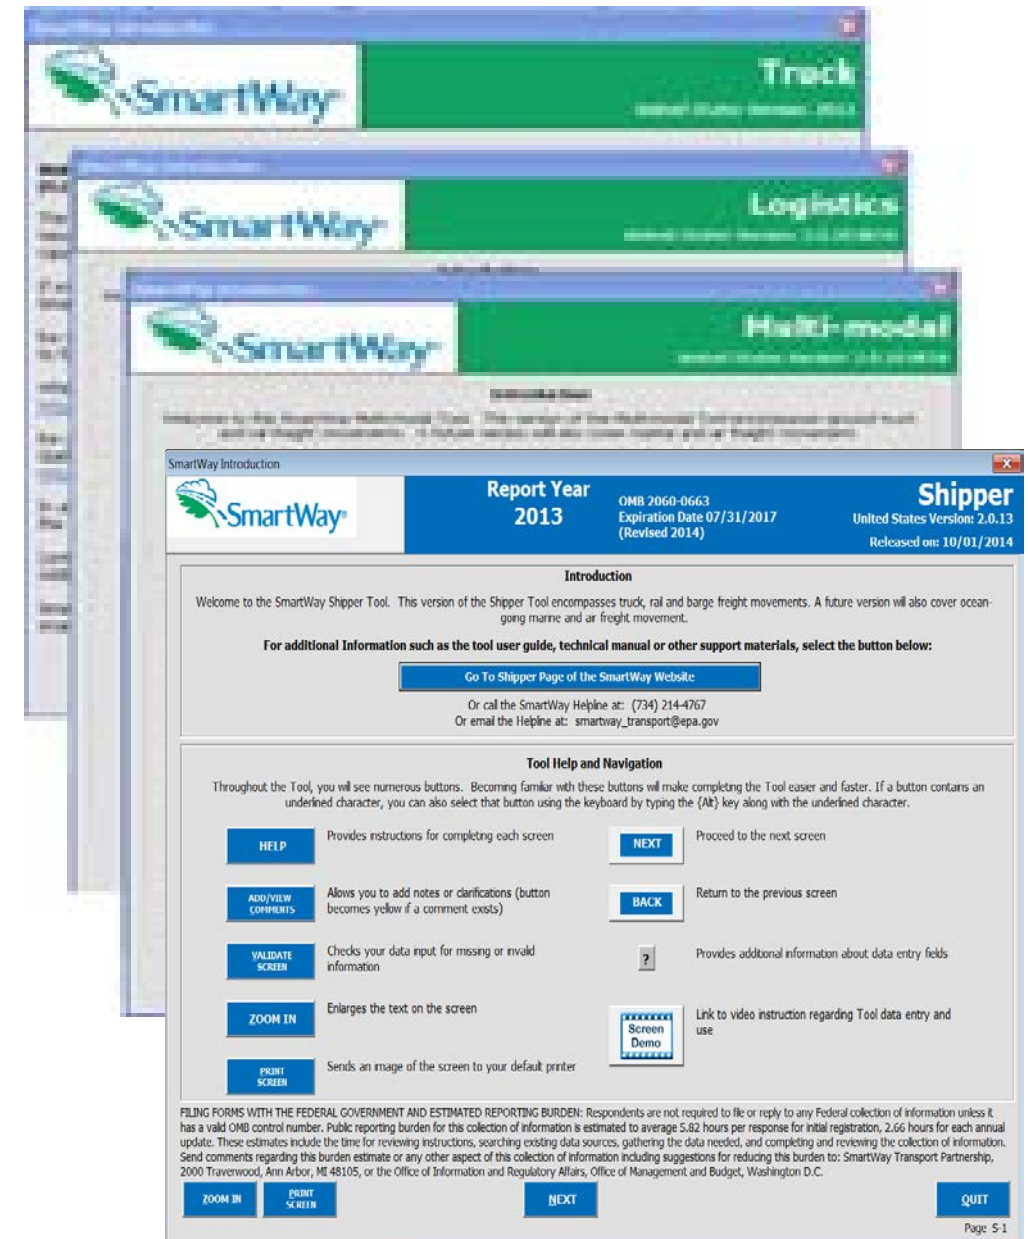 SmartWay
Track
SmartWay
Logistics
SmartWay
Multi-modal
Introduction
SmartWay Introduction
SmartWay
Report Year
2013
OMB 2060-0663
Expiration Date 07/31/2017
(Revised 2014)
Shipper
United States Version: 2.0.13
Released on: 10/01/2014
Introduction
Welcome to the SmartWay Shipper Tool. This version of the Shipper Tool encompasses truck, rail and barge freight movements. A future version will also cover ocean-
going marine and air freight movement.
For additional Information such as the tool user guide, technical manual or other support materials, select the button below:
Go To Shipper Page of the SmartWay Website
Or call the SmartWay Helpline at: (734) 214-4767
Or email the Helpline at: smartway_transport@epa.gov
Tool Help and Navigation
Throughout the Tool, you will see numerous buttons. Becoming familiar with these buttons will make completing the Tool easier and faster. If a button contains an
underlined character, you can also select that button using the keyboard by typing the {Alt} key along with the underlined character.
HELP
Provides instructions for completing each screen
NEXT
Proceed to the next screen
ADD/VIEW
COMMENTS
Allows you to add notes or clarifications (button
becomes yellow if a comment exists)
BACK
Return to the previous screen
VALIDATE
SCREEN
Checks your data input for missing or invalid
information
?
Provides additional information about data entry fields
ZOOM IN
Enlarges the text on the screen
Screen
Demo
Link to video instruction regarding Tool data entry and
use
PRINT
SCREEN
Sends an image of the screen to your default printer
FILING FORMS WITH THE FEDERAL GOVERNMENT AND ESTIMATED REPORTING BURDEN: Respondents are not required to file or reply to any Federal collection of information unless it
has a valid OMB control number. Public reporting burden for this collection of information is estimated to average 5.82 hours per response for initial registration, 2.66 hours for each annual
update. These estimates include the time for reviewing instructions, searching existing data sources, gathering the data needed, and completing and reviewing the collection of information.
Send comments regarding this burden estimate or any other aspect of this collection of information including suggestions for reducing this burden to: SmartWay Transport Partnership,
2000 Traverwood, Ann Arbor, MI 48105, or the Office of Information and Regulatory Affairs, Office of Management and Budget, Washington D.C.
ZOOM IN
PRINT
SCREEN
NEXT
QUIT
Page S-1